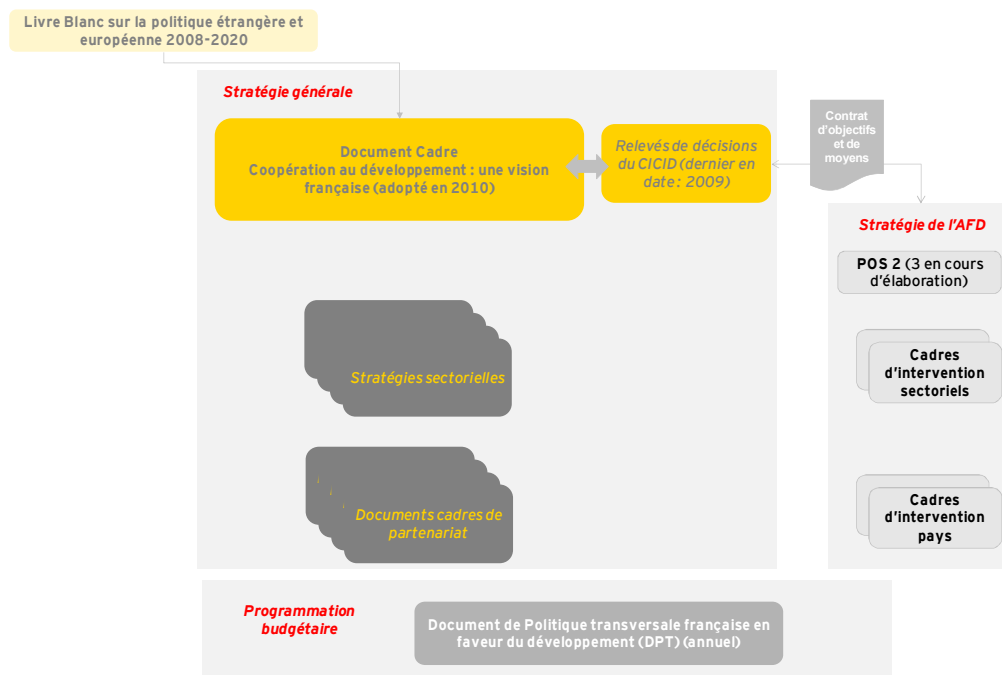 Livre Blanc sur la politique étrangère et
européenne 2008-2020
Stratégie générale
Document Cadre
Coopération au développement : une vision
française (adopté en 2010)
Relevés de décisions
du CICID (dernier en
date : 2009)
Contrat
d'objectifs
et de
moyens
Stratégie de l'AFD
POS 2 (3 en cours
d'élaboration)
Stratégies sectorielles
Cadres
d'intervention
sectoriels
Documents cadres de
partenariat
Cadres
d'intervention
pays
Programmation
budgétaire
Document de Politique transversale française en
faveur du développement (DPT) (annuel)